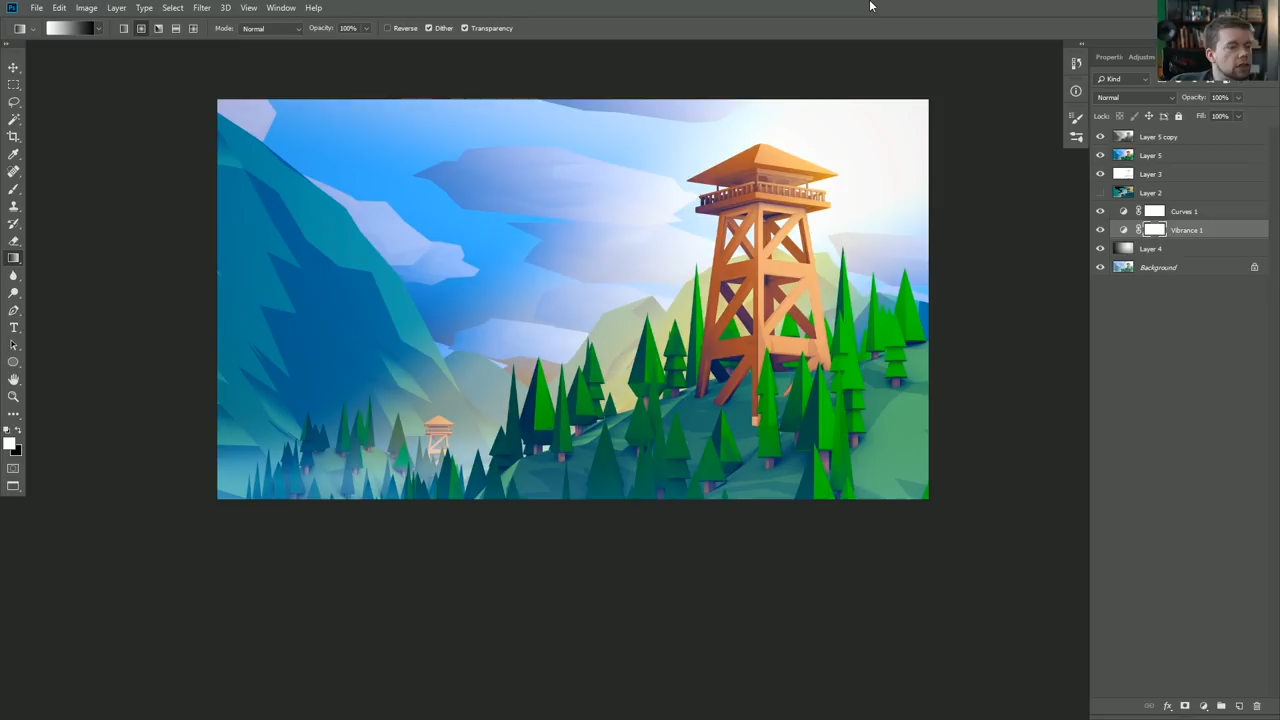 Ps File Edit Image Layer Type Select Filter 3D View Window Help
Mode: Normal Opacity: 100% Reverse Dither Transparency
Properti Adjustm
Kind
Normal Opacity: 100%
Lock: Fill: 100%
Layer 5 copy
Layer 5
Layer 3
Layer 2
Curves 1
Vibrance 1
Layer 4
Background